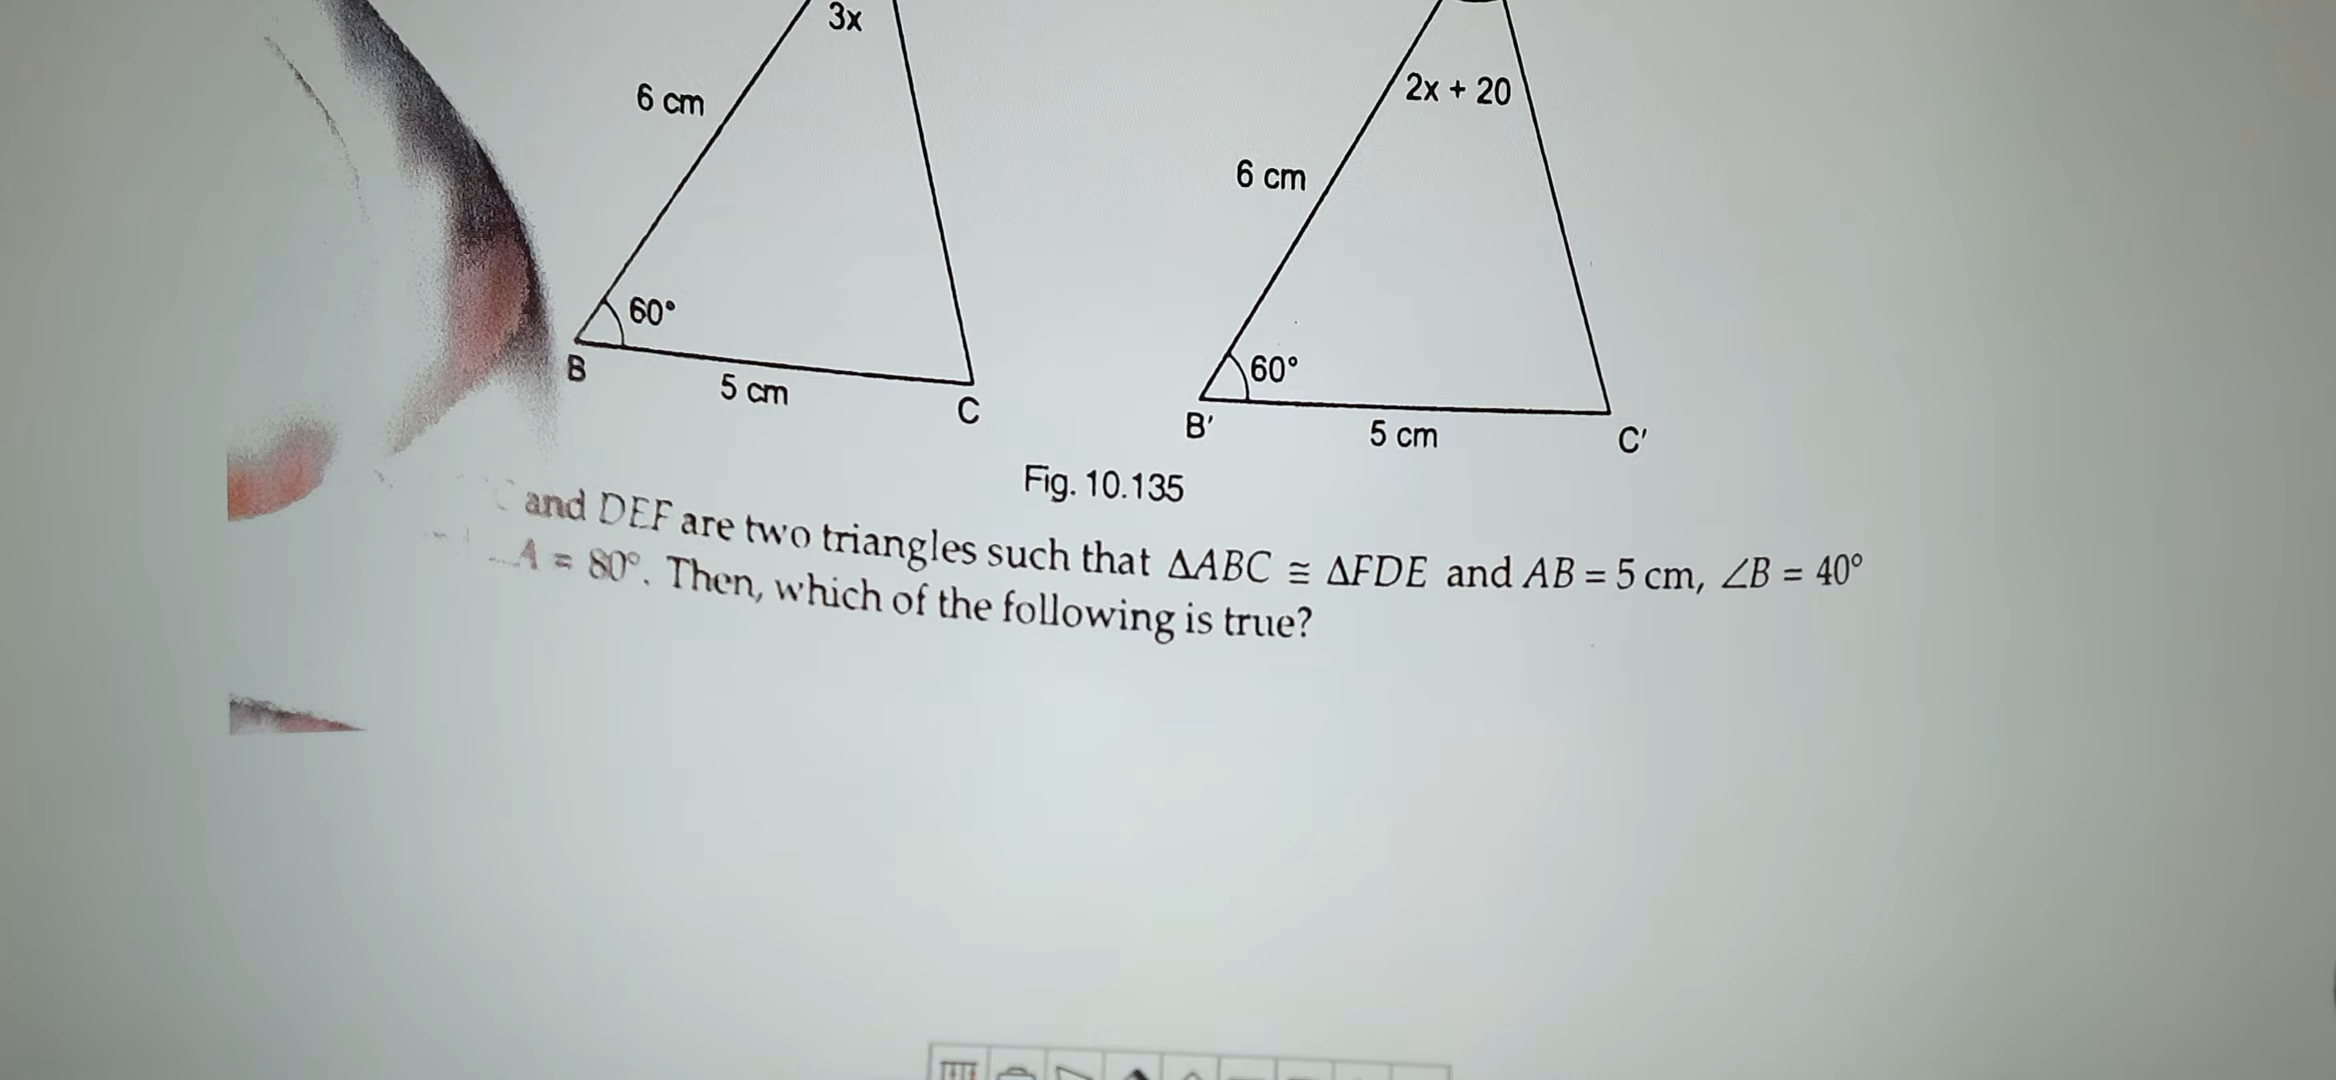 3x
2x + 20
6 cm
6 cm
60°
60°
B
5 cm
C
B′
5 cm
C′
Fig. 10.135
and DEF are two triangles such that ΔABC ≅ ΔFDE and AB = 5 cm, ∠B = 40°
A = 80°. Then, which of the following is true?